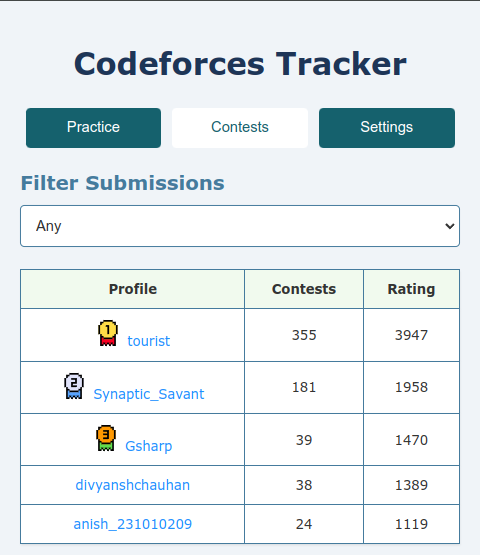 Codeforces Tracker
Practice Contests Settings
Filter Submissions
Any
Profile Contests Rating
1 tourist 355 3947
2 Synaptic_Savant 181 1958
3 Gsharp 39 1470
divyanshchauhan 38 1389
anish_231010209 24 1119